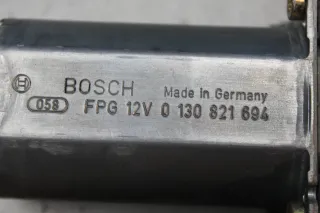 BOSCH Made in Germany
058 FPG 12V 0 130 821 694